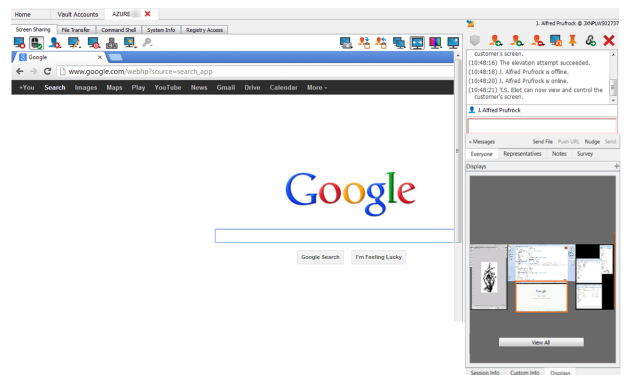 Home Vault Accounts AZURE
Screen Sharing File Transfer Command Shell System Info Registry Access
J. Alfred Prufrock @ JXNPLWS02737
Google
www.google.com/webhp?source=search_app
+You Search Images Maps Play YouTube News Gmail Drive Calendar More
Google
Google Search I'm Feeling Lucky
customer's screen.
(10:48:16) The elevation attempt succeeded.
(10:48:18) J. Alfred Prufrock is offline.
(10:48:20) J. Alfred Prufrock is online.
(10:48:21) T.S. Eliot can now view and control the
customer's screen.
J. Alfred Prufrock
« Messages Send File Push URL Nudge Send
Everyone Representatives Notes Survey
Displays
View All
Session Info Custom Info Displays